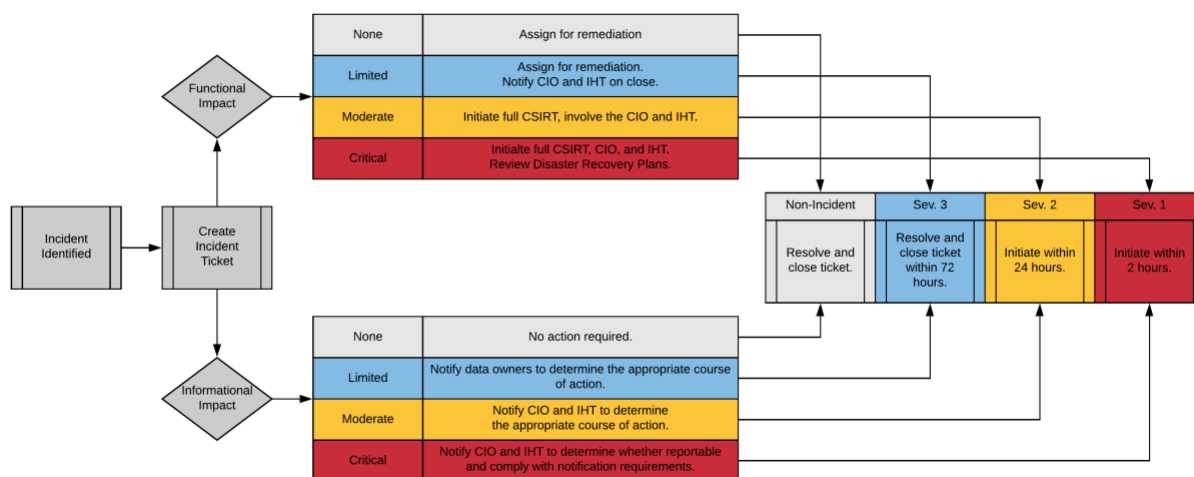 None
Assign for remediation
Limited
Assign for remediation.
Notify CIO and IHT on close.
Functional
Impact
Moderate
Initiate full CSIRT, involve the CIO and IHT.
Critical
Initialte full CSIRT, CIO, and IHT.
Review Disaster Recovery Plans.
Incident
Identified
Create
Incident
Ticket
Non-Incident
Sev. 3
Sev. 2
Sev. 1
Resolve and
close ticket.
Resolve and
close ticket
within 72
hours.
Initiate within
24 hours.
Initiate within
2 hours.
None
No action required.
Limited
Notify data owners to determine the appropriate course
of action.
Informational
Impact
Moderate
Notify CIO and IHT to determine
the appropriate course of action.
Critical
Notify CIO and IHT to determine whether reportable
and comply with notification requirements.